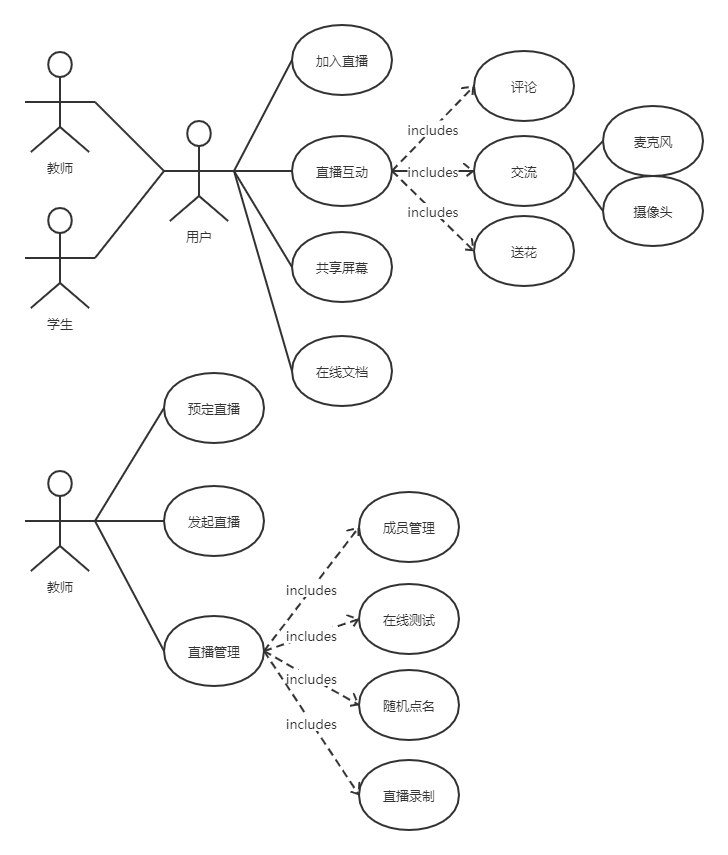 教师
学生
用户
加入直播
直播互动
共享屏幕
在线文档
includes
includes
includes
评论
交流
送花
麦克风
摄像头
教师
预定直播
发起直播
直播管理
includes
includes
includes
includes
成员管理
在线测试
随机点名
直播录制